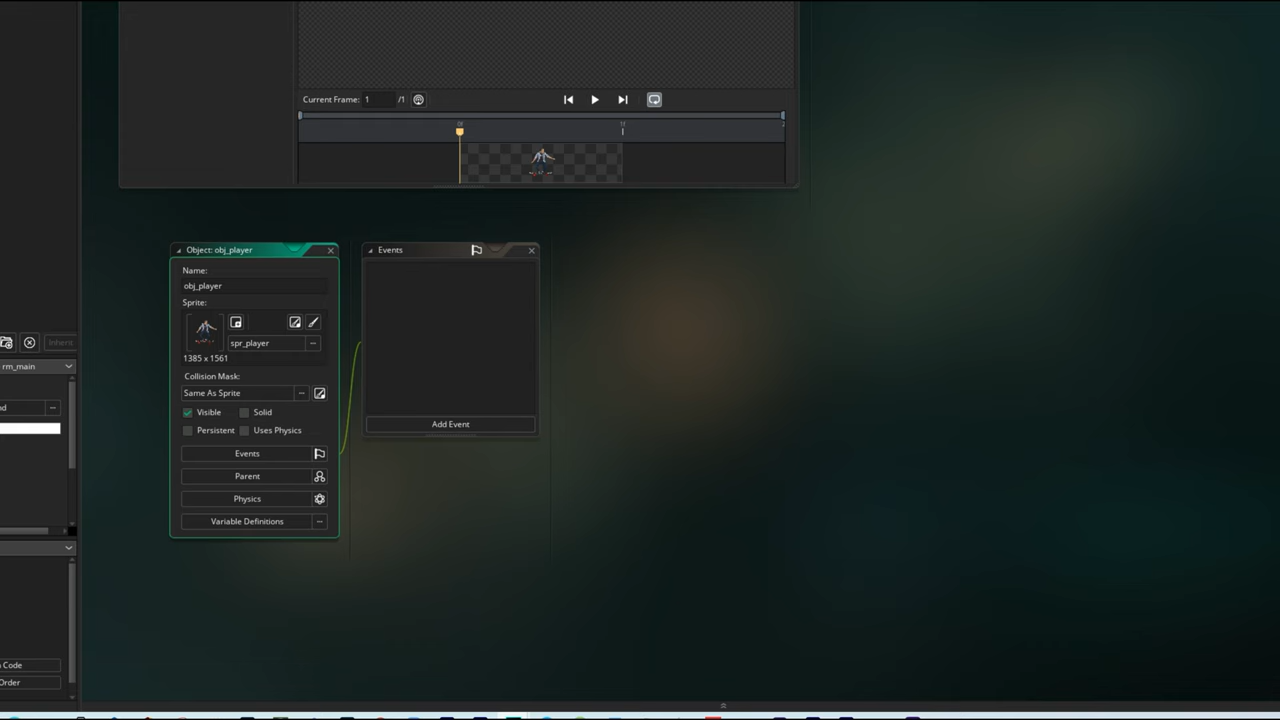 Current Frame: 1 /1
Object: obj_player
Events
Name:
obj_player
Sprite:
spr_player
1385 x 1561
Collision Mask:
Same As Sprite
Visible
Solid
Persistent
Uses Physics
Events
Parent
Physics
Variable Definitions
Add Event
Inherit
rm_main
Code
Order